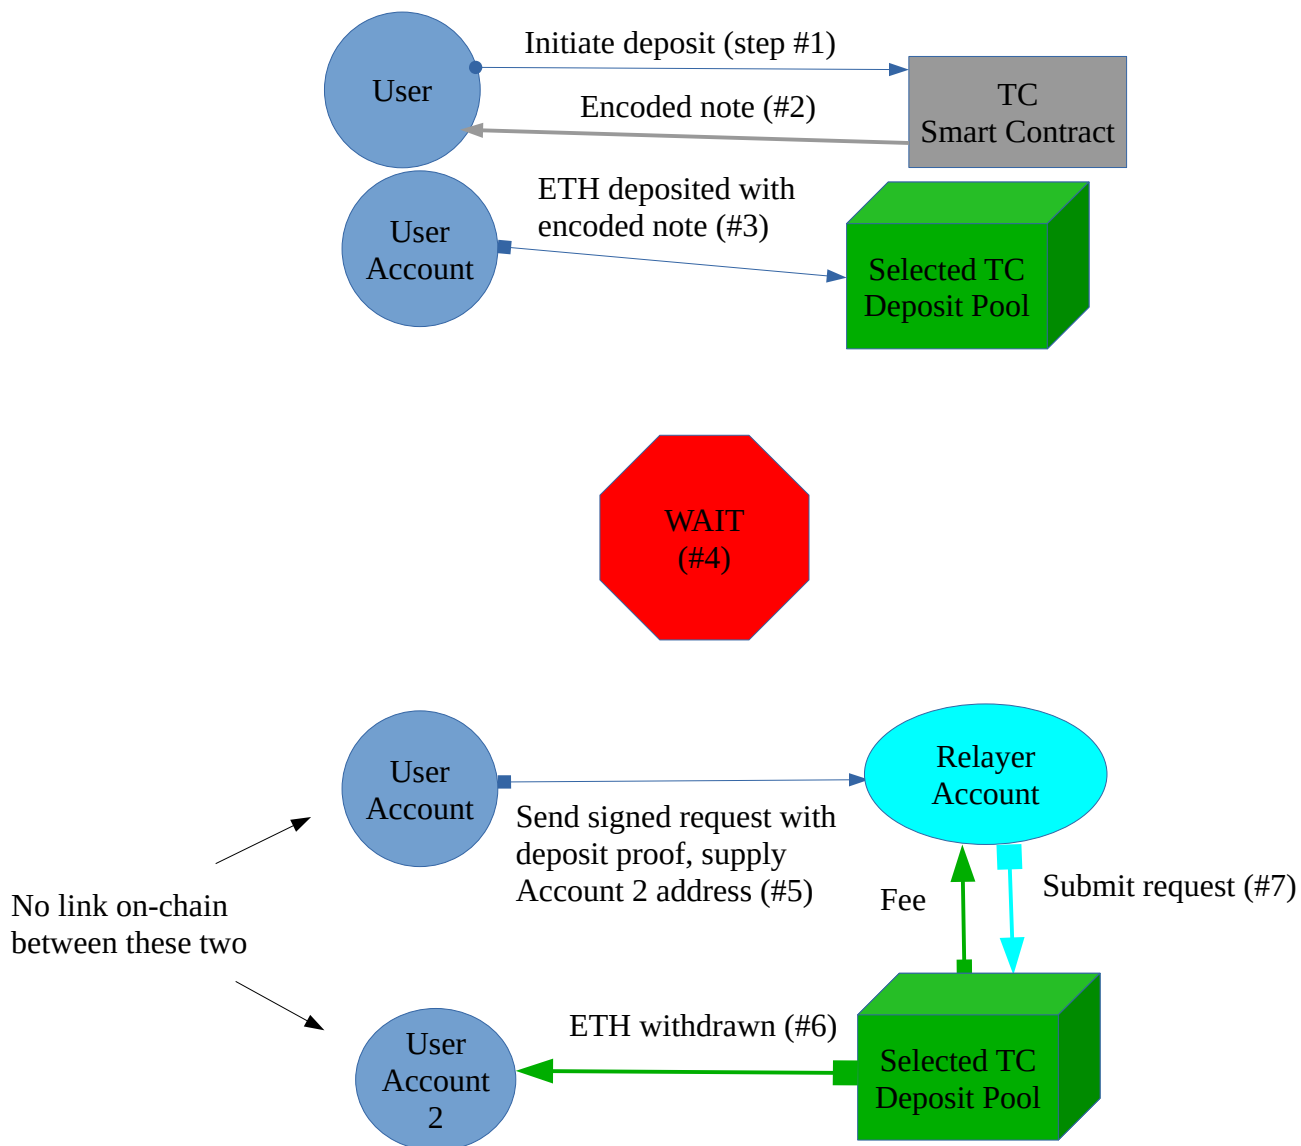 Initiate deposit (step #1)
User
TC
Smart Contract
Encoded note (#2)
ETH deposited with
encoded note (#3)
User
Account
Selected TC
Deposit Pool
WAIT
(#4)
User
Account
Relayer
Account
Send signed request with
deposit proof, supply
Account 2 address (#5)
Fee
Submit request (#7)
No link on-chain
between these two
ETH withdrawn (#6)
User
Account
2
Selected TC
Deposit Pool